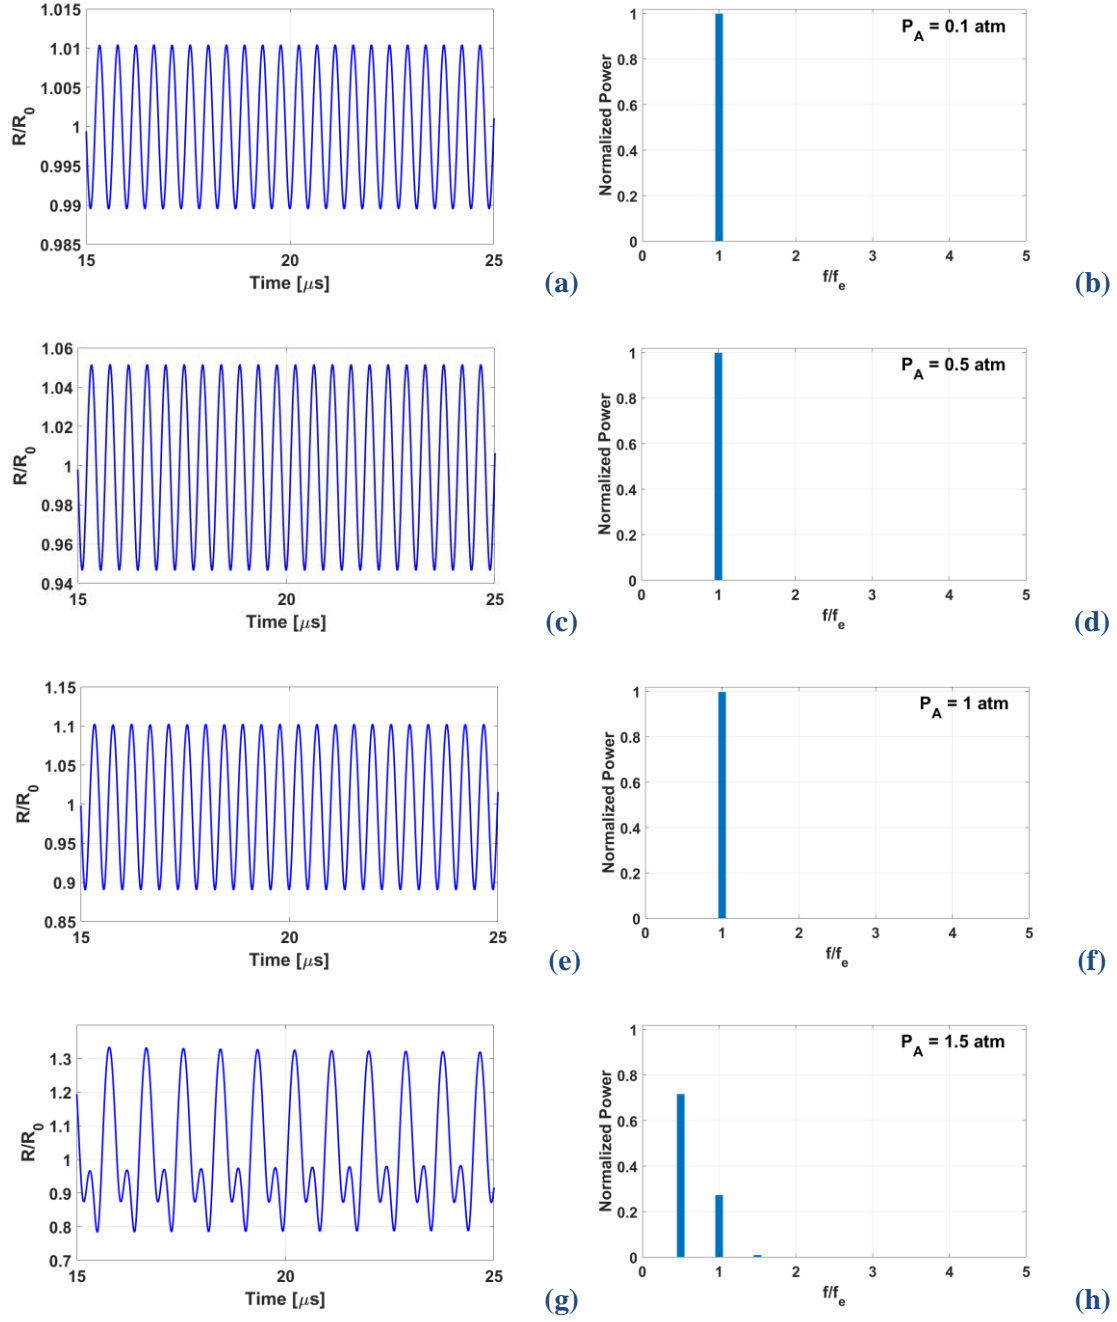 1.015
1.01
1.005
1
0.995
0.99
0.985
R/R0
15 20 25
Time [μs]
(a)
1
0.8
0.6
0.4
0.2
0
Normalized Power
PA = 0.1 atm
0 1 2 3 4 5
f/fe
(b)
1.06
1.04
1.02
1
0.98
0.96
0.94
R/R0
15 20 25
Time [μs]
(c)
1
0.8
0.6
0.4
0.2
0
Normalized Power
PA = 0.5 atm
0 1 2 3 4 5
f/fe
(d)
1.15
1.1
1.05
1
0.95
0.9
0.85
R/R0
15 20 25
Time [μs]
(e)
1
0.8
0.6
0.4
0.2
0
Normalized Power
PA = 1 atm
0 1 2 3 4 5
f/fe
(f)
1.3
1.2
1.1
1
0.9
0.8
0.7
R/R0
15 20 25
Time [μs]
(g)
1
0.8
0.6
0.4
0.2
0
Normalized Power
PA = 1.5 atm
0 1 2 3 4 5
f/fe
(h)